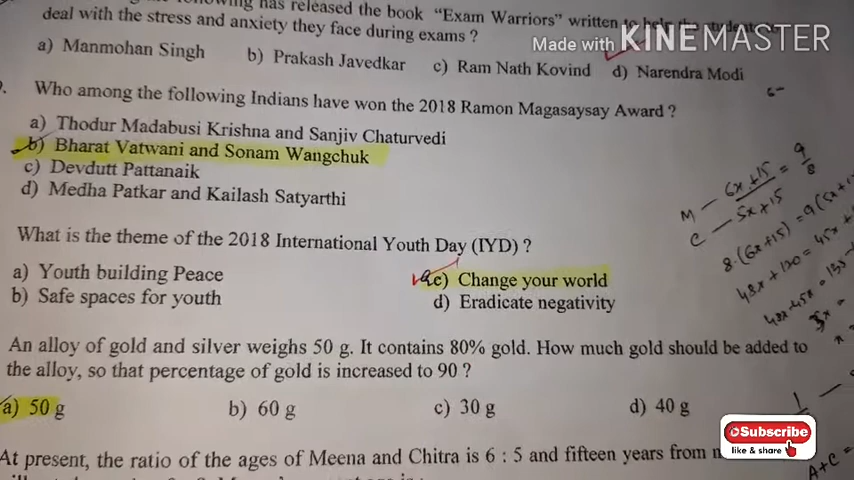 following has released the book “Exam Warriors” written to help the students
deal with the stress and anxiety they face during exams ?
Made with KINEMASTER
a) Manmohan Singh b) Prakash Javedkar c) Ram Nath Kovind d) Narendra Modi
Who among the following Indians have won the 2018 Ramon Magasaysay Award ?
a) Thodur Madabusi Krishna and Sanjiv Chaturvedi
b) Bharat Vatwani and Sonam Wangchuk
c) Devdutt Pattanaik
d) Medha Patkar and Kailash Satyarthi
What is the theme of the 2018 International Youth Day (IYD) ?
a) Youth building Peace c) Change your world
b) Safe spaces for youth d) Eradicate negativity
An alloy of gold and silver weighs 50 g. It contains 80% gold. How much gold should be added to
the alloy, so that percentage of gold is increased to 90 ?
a) 50 g b) 60 g c) 30 g d) 40 g
Subscribe
like & share
At present, the ratio of the ages of Meena and Chitra is 6 : 5 and fifteen years from
M — 6x+15 = 9
C — 5x+15 8
8(6x+15) = 9(5x+
48x+120 = 45x+
48x-45x = 135-
3x =
A+C =